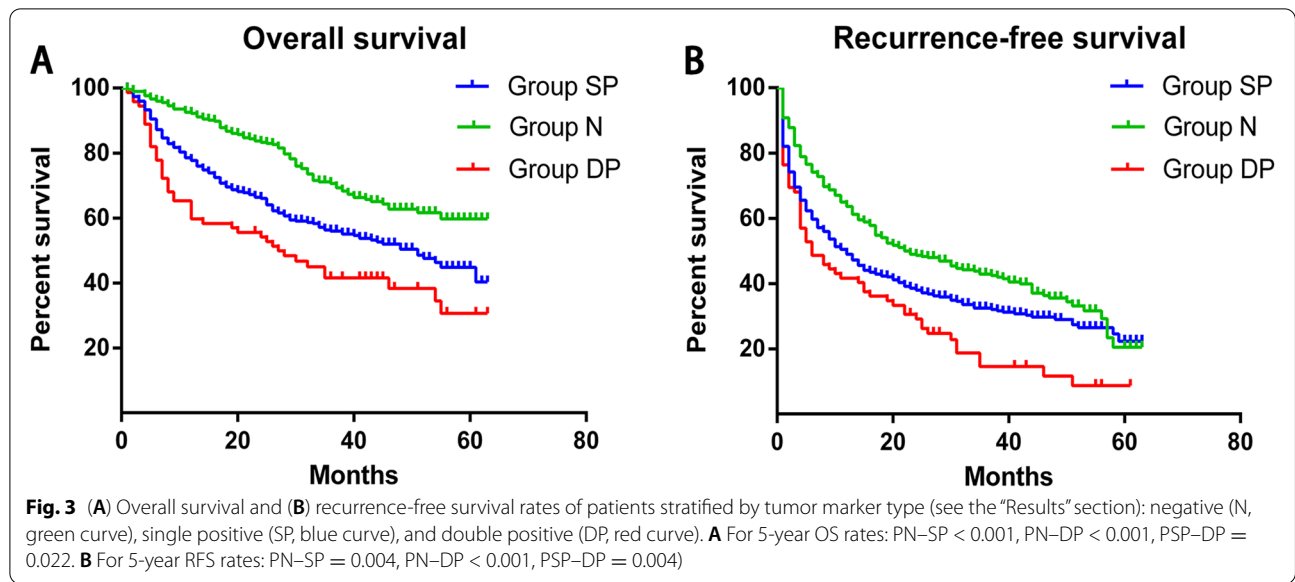 A
Overall survival
Group SP
Group N
Group DP
Percent survival
100
80
60
40
20
0 20 40 60 80
Months
B
Recurrence-free survival
Group SP
Group N
Group DP
Percent survival
100
80
60
40
20
0 20 40 60 80
Months
Fig. 3 (A) Overall survival and (B) recurrence-free survival rates of patients stratified by tumor marker type (see the “Results” section): negative (N,
green curve), single positive (SP, blue curve), and double positive (DP, red curve). A For 5-year OS rates: PN–SP < 0.001, PN–DP < 0.001, PSP–DP =
0.022. B For 5-year RFS rates: PN–SP = 0.004, PN–DP < 0.001, PSP–DP = 0.004)